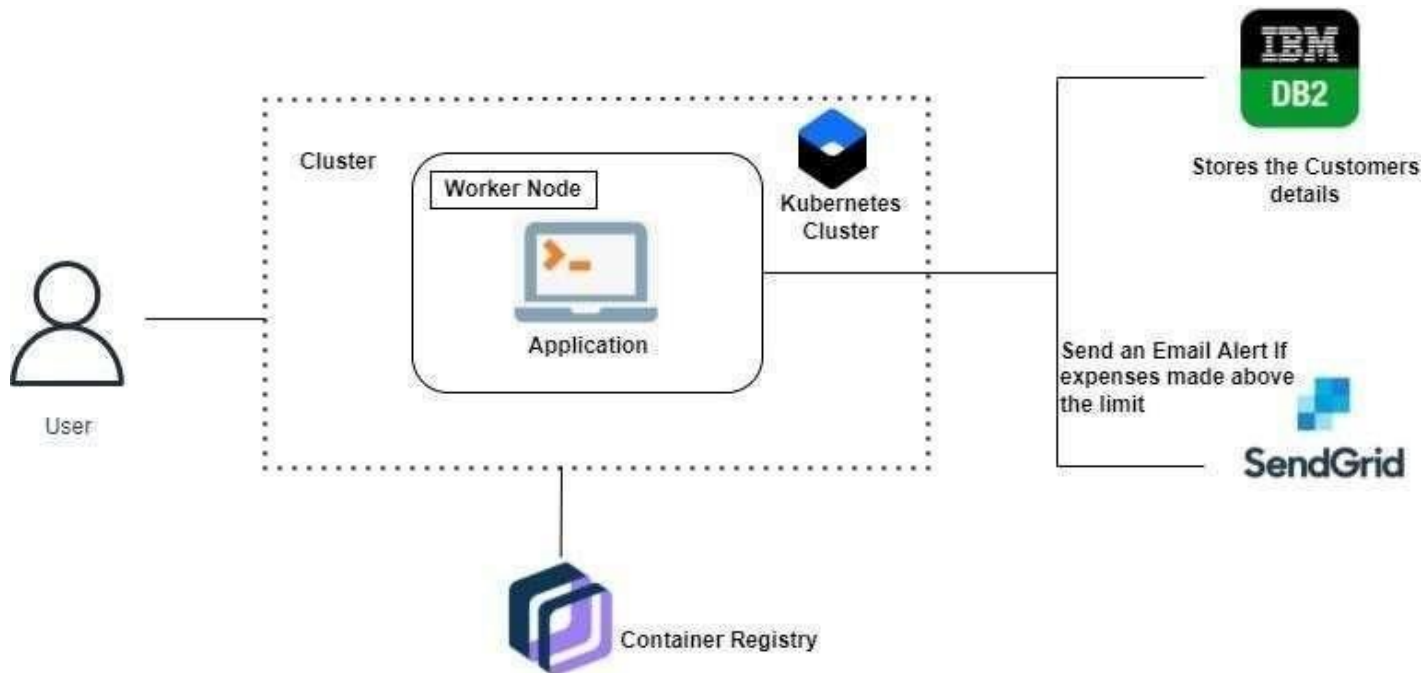 IBM
DB2
Stores the Customers
details
Cluster
Worker Node
Kubernetes
Cluster
Application
User
Send an Email Alert If
expenses made above
the limit
SendGrid
Container Registry